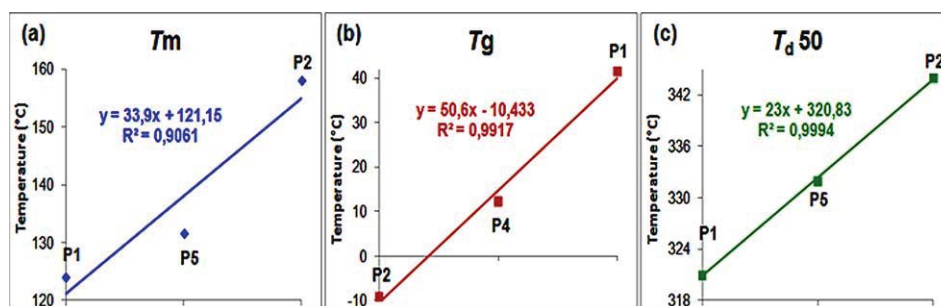 (a) Tm
Temperature (°C)
160
150
140
130
120
y = 33,9x + 121,15
R² = 0,9061
P1
P5
P2
(b) Tg
Temperature (°C)
40
30
20
10
0
-10
y = 50,6x - 10,433
R² = 0,9917
P2
P4
P1
(c) Td 50
Temperature (°C)
342
336
330
324
318
y = 23x + 320,83
R² = 0,9994
P1
P5
P2